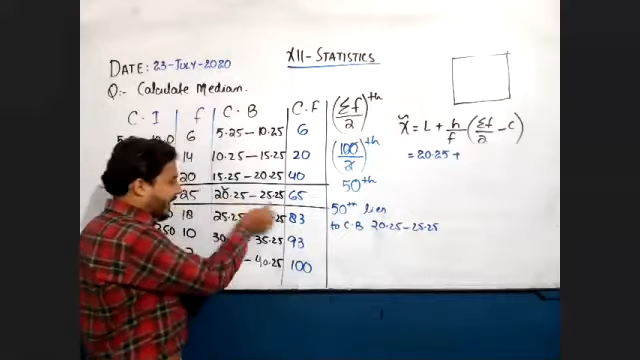 XII- STATISTICS
DATE: 23-JULY-2020
Q:- Calculate Median.
C. I f C. B C. F (Σf/2)th
6 5.25 - 10.25 6
14 10.25 - 15.25 20 (100/2)th
20 15.25 - 20.25 40
25 20.25 - 25.25 65 50th
18 25.25 83
10 35.25 93
- 40.25 100
50th lies
to C.B 20.25 - 25.25
x̃ = L + h/f (Σf/2 - C)
= 20.25 +